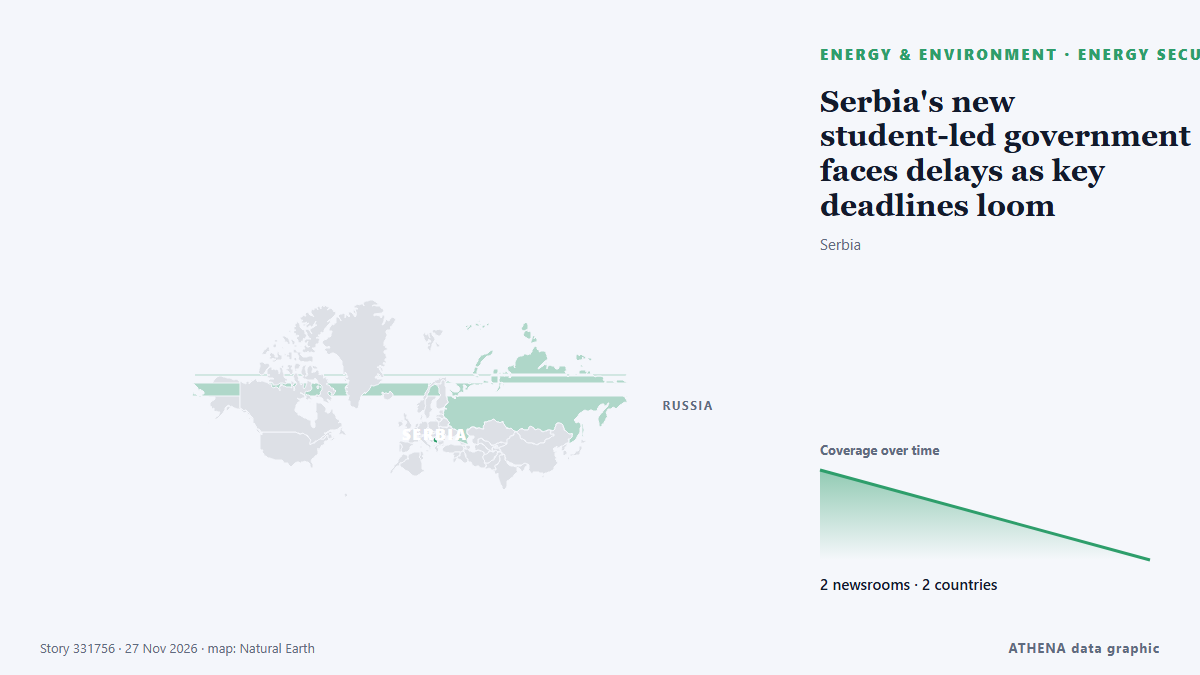 ENERGY & ENVIRONMENT · ENERGY SECU
Serbia's new
student-led government
faces delays as key
deadlines loom
Serbia
RUSSIA
SERBIA
Coverage over time
2 newsrooms · 2 countries
Story 331756 · 27 Nov 2026 · map: Natural Earth
ATHENA data graphic